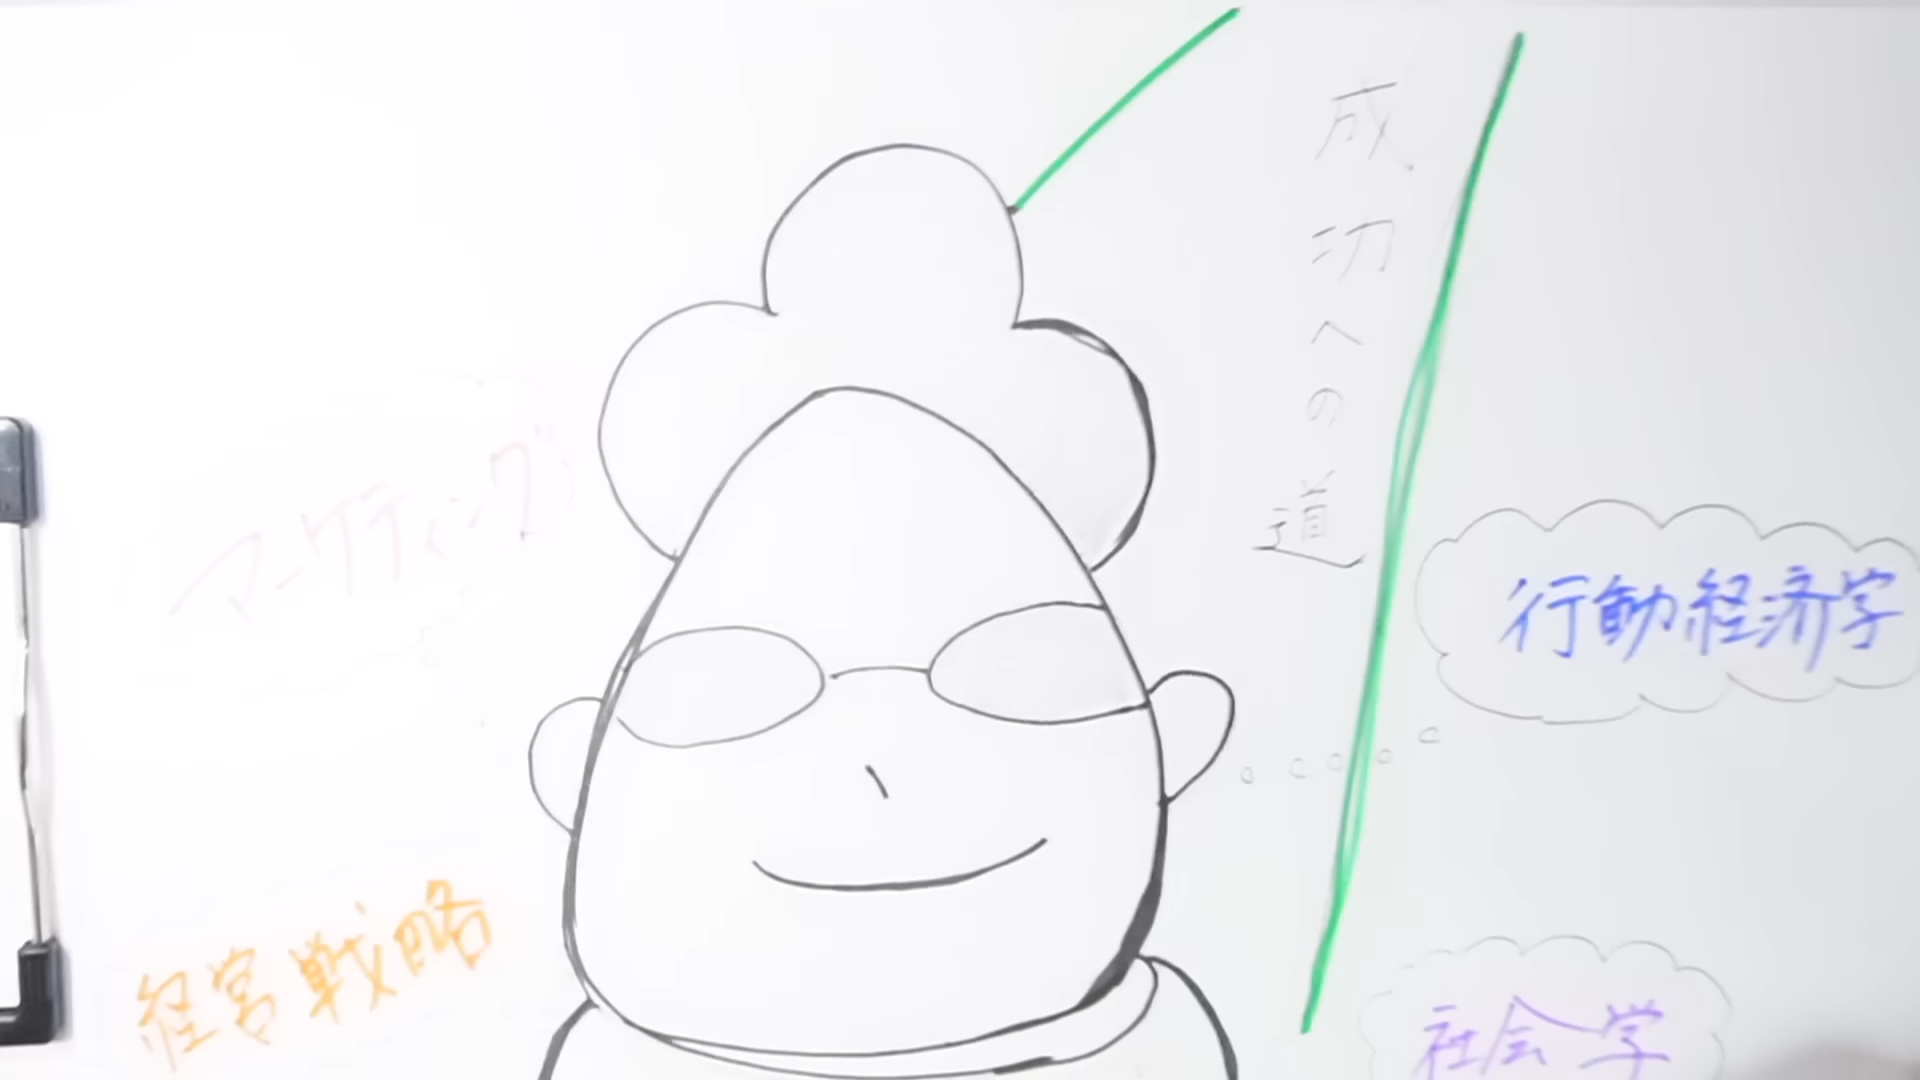 成功への道
マーケティング
行動経済学
経営戦略
社会学